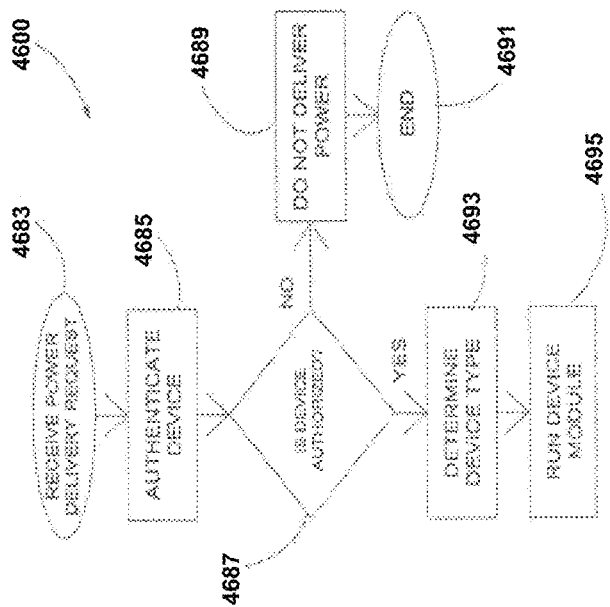 4600
4683
RECEIVE POWER
DELIVERY REQUEST
4685
AUTHENTICATE
DEVICE
4687
IS DEVICE
AUTHORIZED?
NO
4689
DO NOT DELIVER
POWER
4691
END
YES
4693
DETERMINE
DEVICE TYPE
4695
RUN DEVICE
MODULE